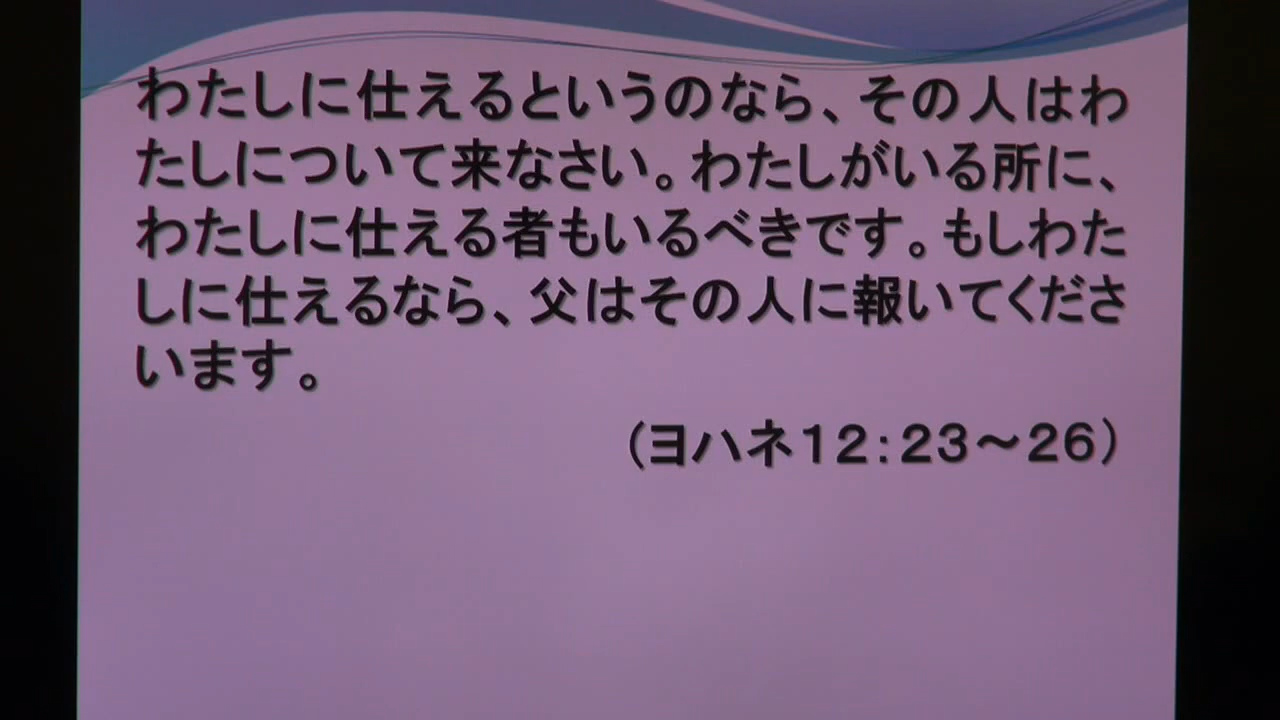 わたしに仕えるというのなら、その人はわ
たしについて来なさい。わたしがいる所に、
わたしに仕える者もいるべきです。もしわた
しに仕えるなら、父はその人に報いてくださ
います。
(ヨハネ12:23~26)